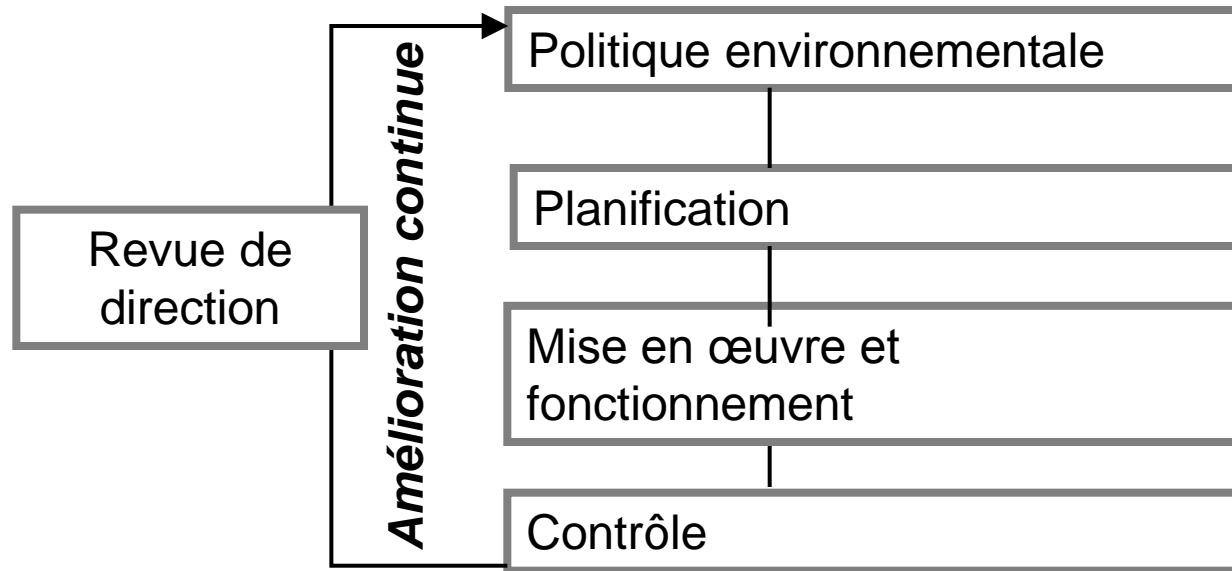 Politique environnementale
Amélioration continue
Planification
Revue de
direction
Mise en œuvre et
fonctionnement
Contrôle